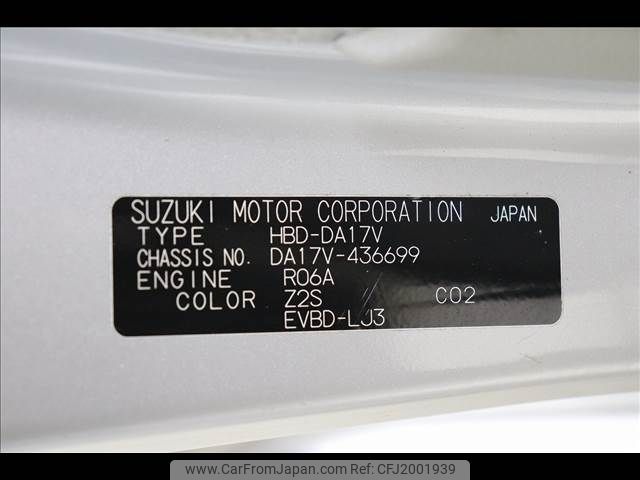 SUZUKI MOTOR CORPORATION JAPAN
TYPE HBD-DA17V
CHASSIS NO. DA17V-436699
ENGINE R06A
COLOR Z2S C02
EVBD-LJ3
www.CarFromJapan.com CFJ2001939